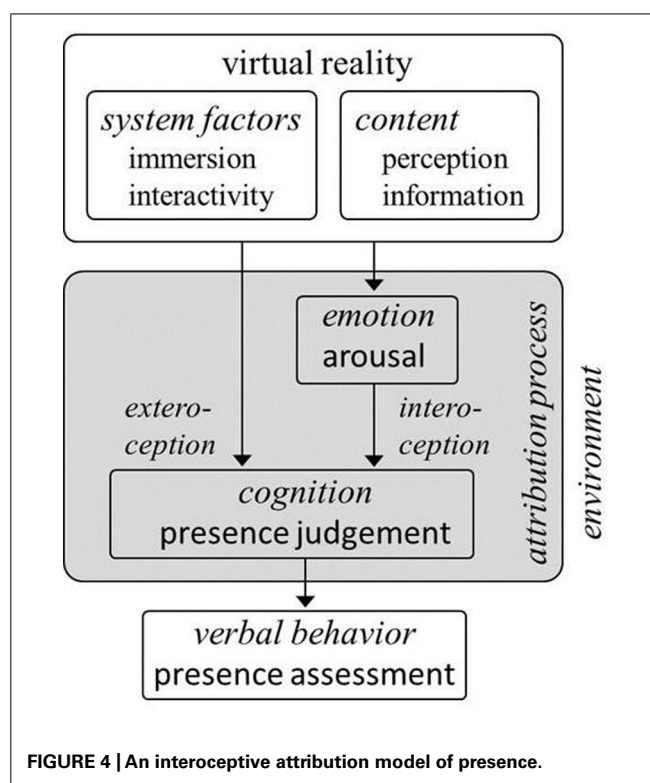 virtual reality
system factors
immersion
interactivity
content
perception
information
emotion
arousal
extero-
ception
intero-
ception
cognition
presence judgement
attribution process
environment
verbal behavior
presence assessment
FIGURE 4 | An interoceptive attribution model of presence.